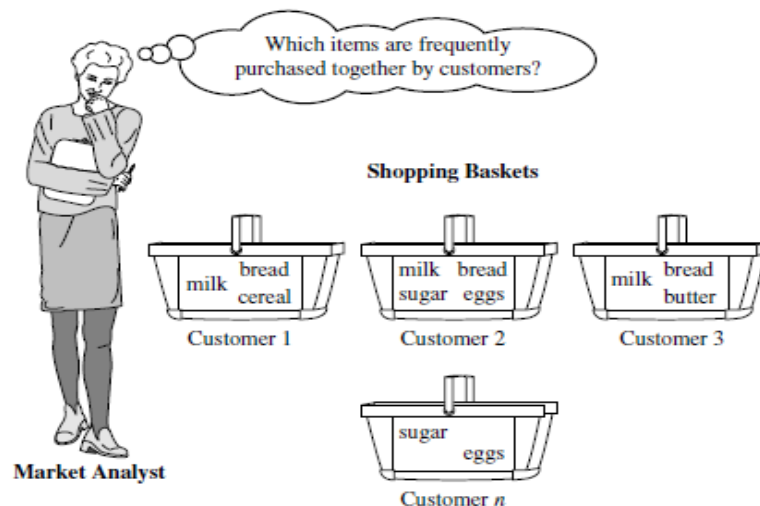 Which items are frequently
purchased together by customers?
Shopping Baskets
milk bread
cereal
Customer 1
milk bread
sugar eggs
Customer 2
milk bread
butter
Customer 3
sugar
eggs
Customer n
Market Analyst